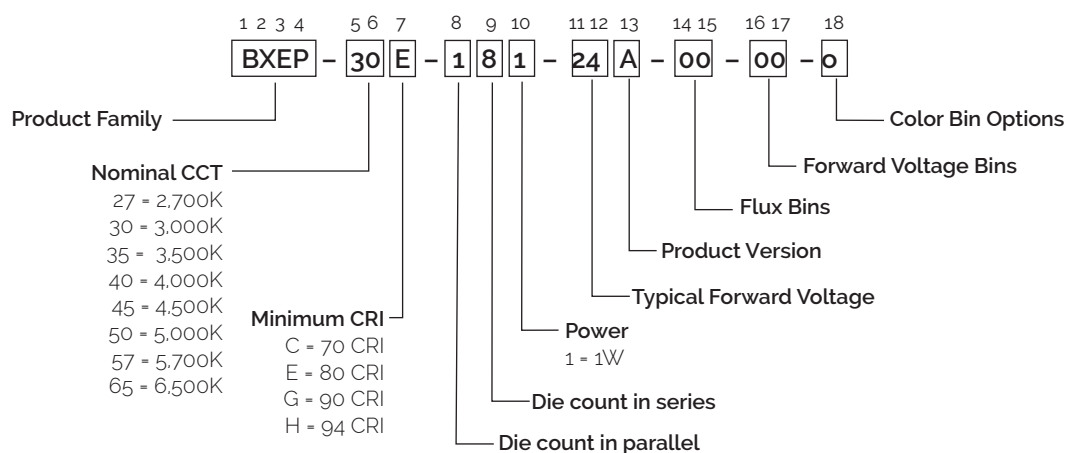 1 2 3 4 5 6 7 8 9 10 11 12 13 14 15 16 17 18
BXEP – 30 E – 1 8 1 – 24 A – 00 – 00 – 0
Product Family
Color Bin Options
Nominal CCT
27 = 2,700K
30 = 3,000K
35 = 3,500K
40 = 4,000K
45 = 4,500K
50 = 5,000K
57 = 5,700K
65 = 6,500K
Forward Voltage Bins
Flux Bins
Product Version
Typical Forward Voltage
Minimum CRI
C = 70 CRI
E = 80 CRI
G = 90 CRI
H = 94 CRI
Power
1 = 1W
Die count in series
Die count in parallel